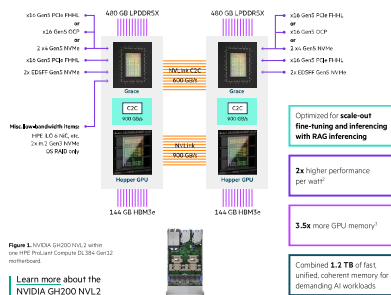 480 GB LPDDR5X
480 GB LPDDR5X
x16 Gen5 PCIe FHHL
or
x16 Gen5 OCP
or
2 x4 Gen5 NVMe
x16 Gen5 PCIe FHHL
2x EDSFF Gen5 NVMe
x16 Gen5 PCIe FHHL
or
x16 Gen5 OCP
or
2 x4 Gen5 NVMe
x16 Gen5 PCIe FHHL
2x EDSFF Gen5 NVMe
NVLink C2C
600 GB/s
Grace
Grace
C2C
900 GB/s
C2C
900 GB/s
Misc. low-bandwidth items:
HPE iLO & NIC, etc.
2x m.2 Gen3 NVMe
OS RAID only
NVLink
900 GB/s
Hopper GPU
Hopper GPU
144 GB HBM3e
144 GB HBM3e
Optimized for scale-out
fine-tuning and inferencing
with RAG inferencing
2x higher performance
per watt2
3.5x more GPU memory3
Combined 1.2 TB of fast,
unified, coherent memory for
demanding AI workloads
Figure 1. NVIDIA GH200 NVL2 within
one HPE ProLiant Compute DL384 Gen12
motherboard.
Learn more about the
NVIDIA GH200 NVL2